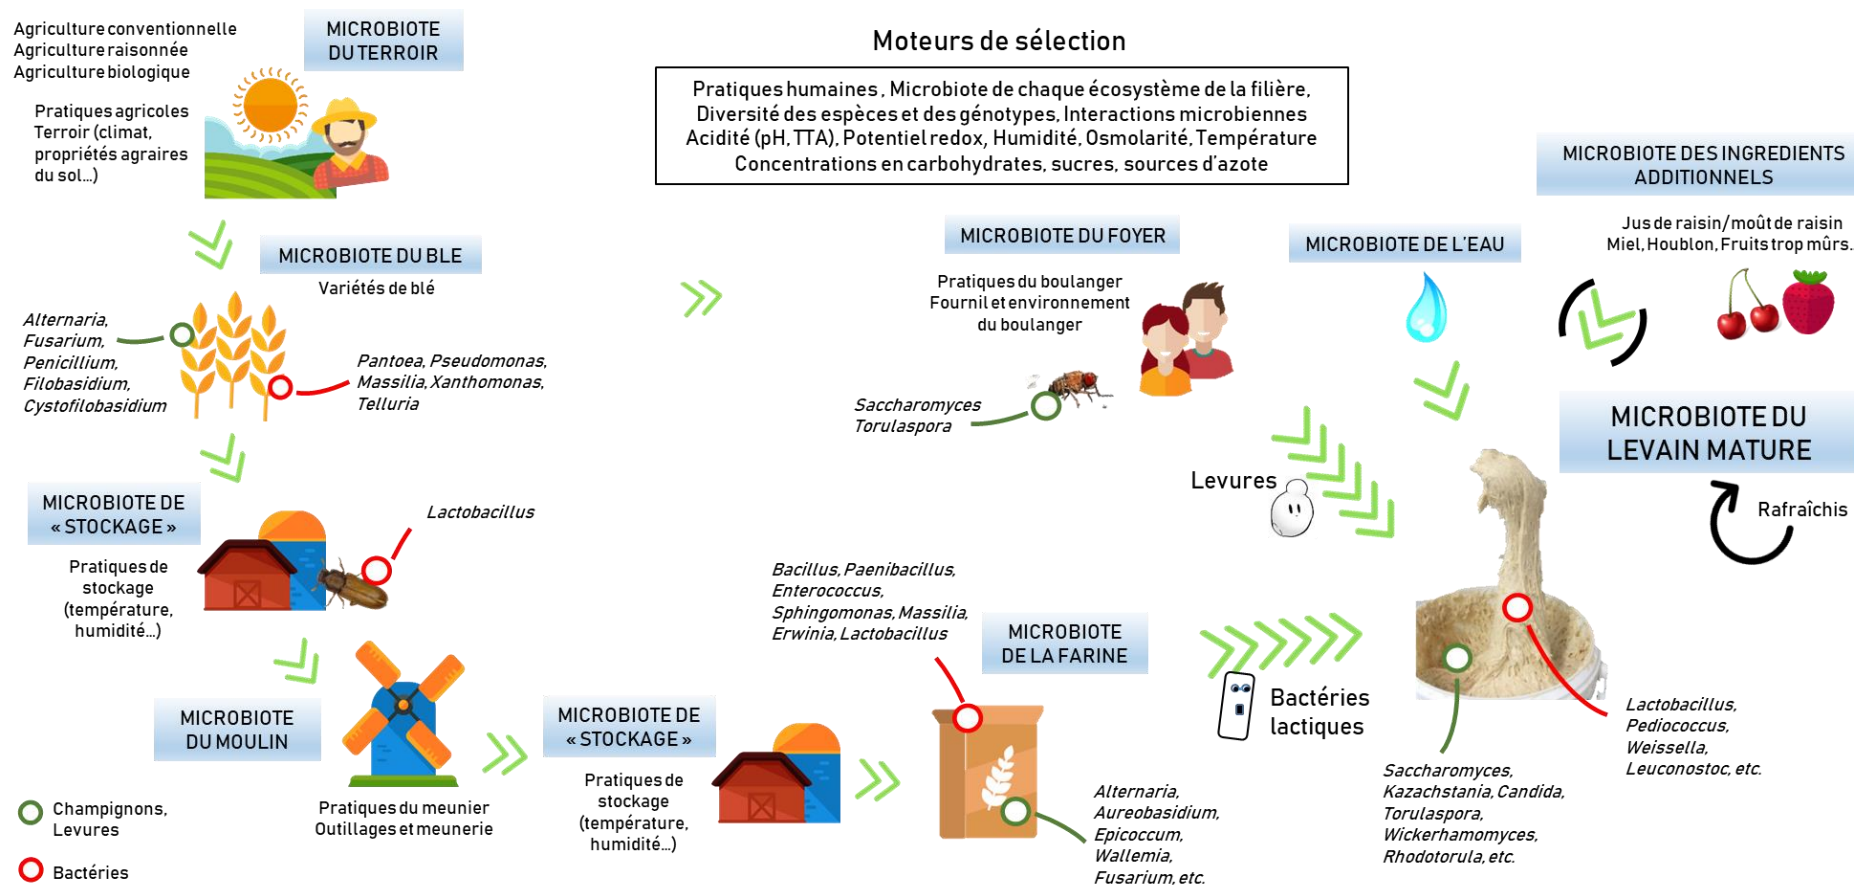 Agriculture conventionnelle
Agriculture raisonnée
Agriculture biologique
MICROBIOTE
DU TERROIR
Pratiques agricoles
Terroir (climat,
propriétés agraires
du sol...)
Moteurs de sélection
Pratiques humaines, Microbiote de chaque écosystème de la filière,
Diversité des espèces et des génotypes, Interactions microbiennes
Acidité (pH, TTA), Potentiel redox, Humidité, Osmolarité, Température
Concentrations en carbohydrates, sucres, sources d'azote
MICROBIOTE DES INGREDIENTS
ADDITIONNELS
Jus de raisin/moût de raisin
Miel, Houblon, Fruits trop mûrs..
MICROBIOTE DU BLE
Variétés de blé
Alternaria,
Fusarium,
Penicillium,
Filobasidium,
Cystofilobasidium
Pantoea, Pseudomonas,
Massilia, Xanthomonas,
Telluria
MICROBIOTE DU FOYER
Pratiques du boulanger
Fournil et environnement
du boulanger
Saccharomyces
Torulaspora
MICROBIOTE DE L'EAU
MICROBIOTE DU
LEVAIN MATURE
Rafraîchis
Levures
MICROBIOTE DE
« STOCKAGE »
Pratiques de
stockage
(température,
humidité...)
Lactobacillus
MICROBIOTE
DU MOULIN
Pratiques du meunier
Outillages et meunerie
MICROBIOTE DE
« STOCKAGE »
Pratiques de
stockage
(température,
humidité...)
Bacillus, Paenibacillus,
Enterococcus,
Sphingomonas, Massilia,
Erwinia, Lactobacillus
MICROBIOTE
DE LA FARINE
Alternaria,
Aureobasidium,
Epicoccum,
Wallemia,
Fusarium, etc.
Bactéries
lactiques
Saccharomyces,
Kazachstania, Candida,
Torulaspora,
Wickerhamomyces,
Rhodotorula, etc.
Lactobacillus,
Pediococcus,
Weissella,
Leuconostoc, etc.
Champignons,
Levures
Bactéries